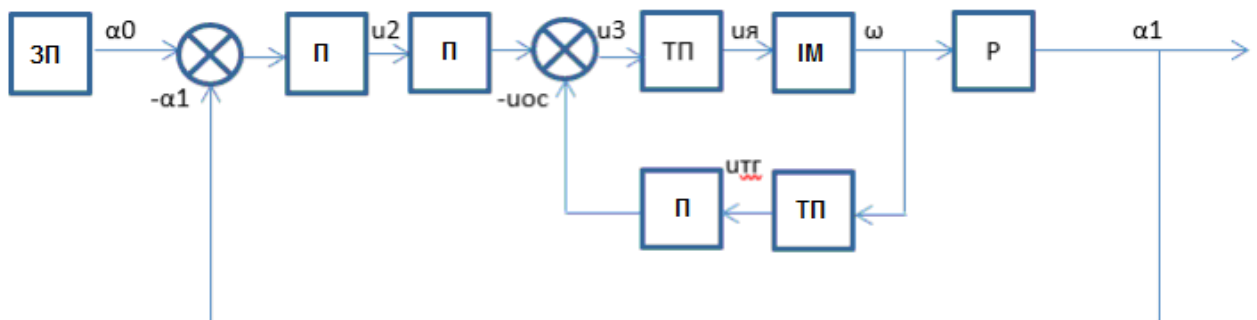 ЗП
α0
-α1
П
u2
П
-uос
u3
ТП
uя
ІМ
ω
Р
α1
uтг
П
ТП